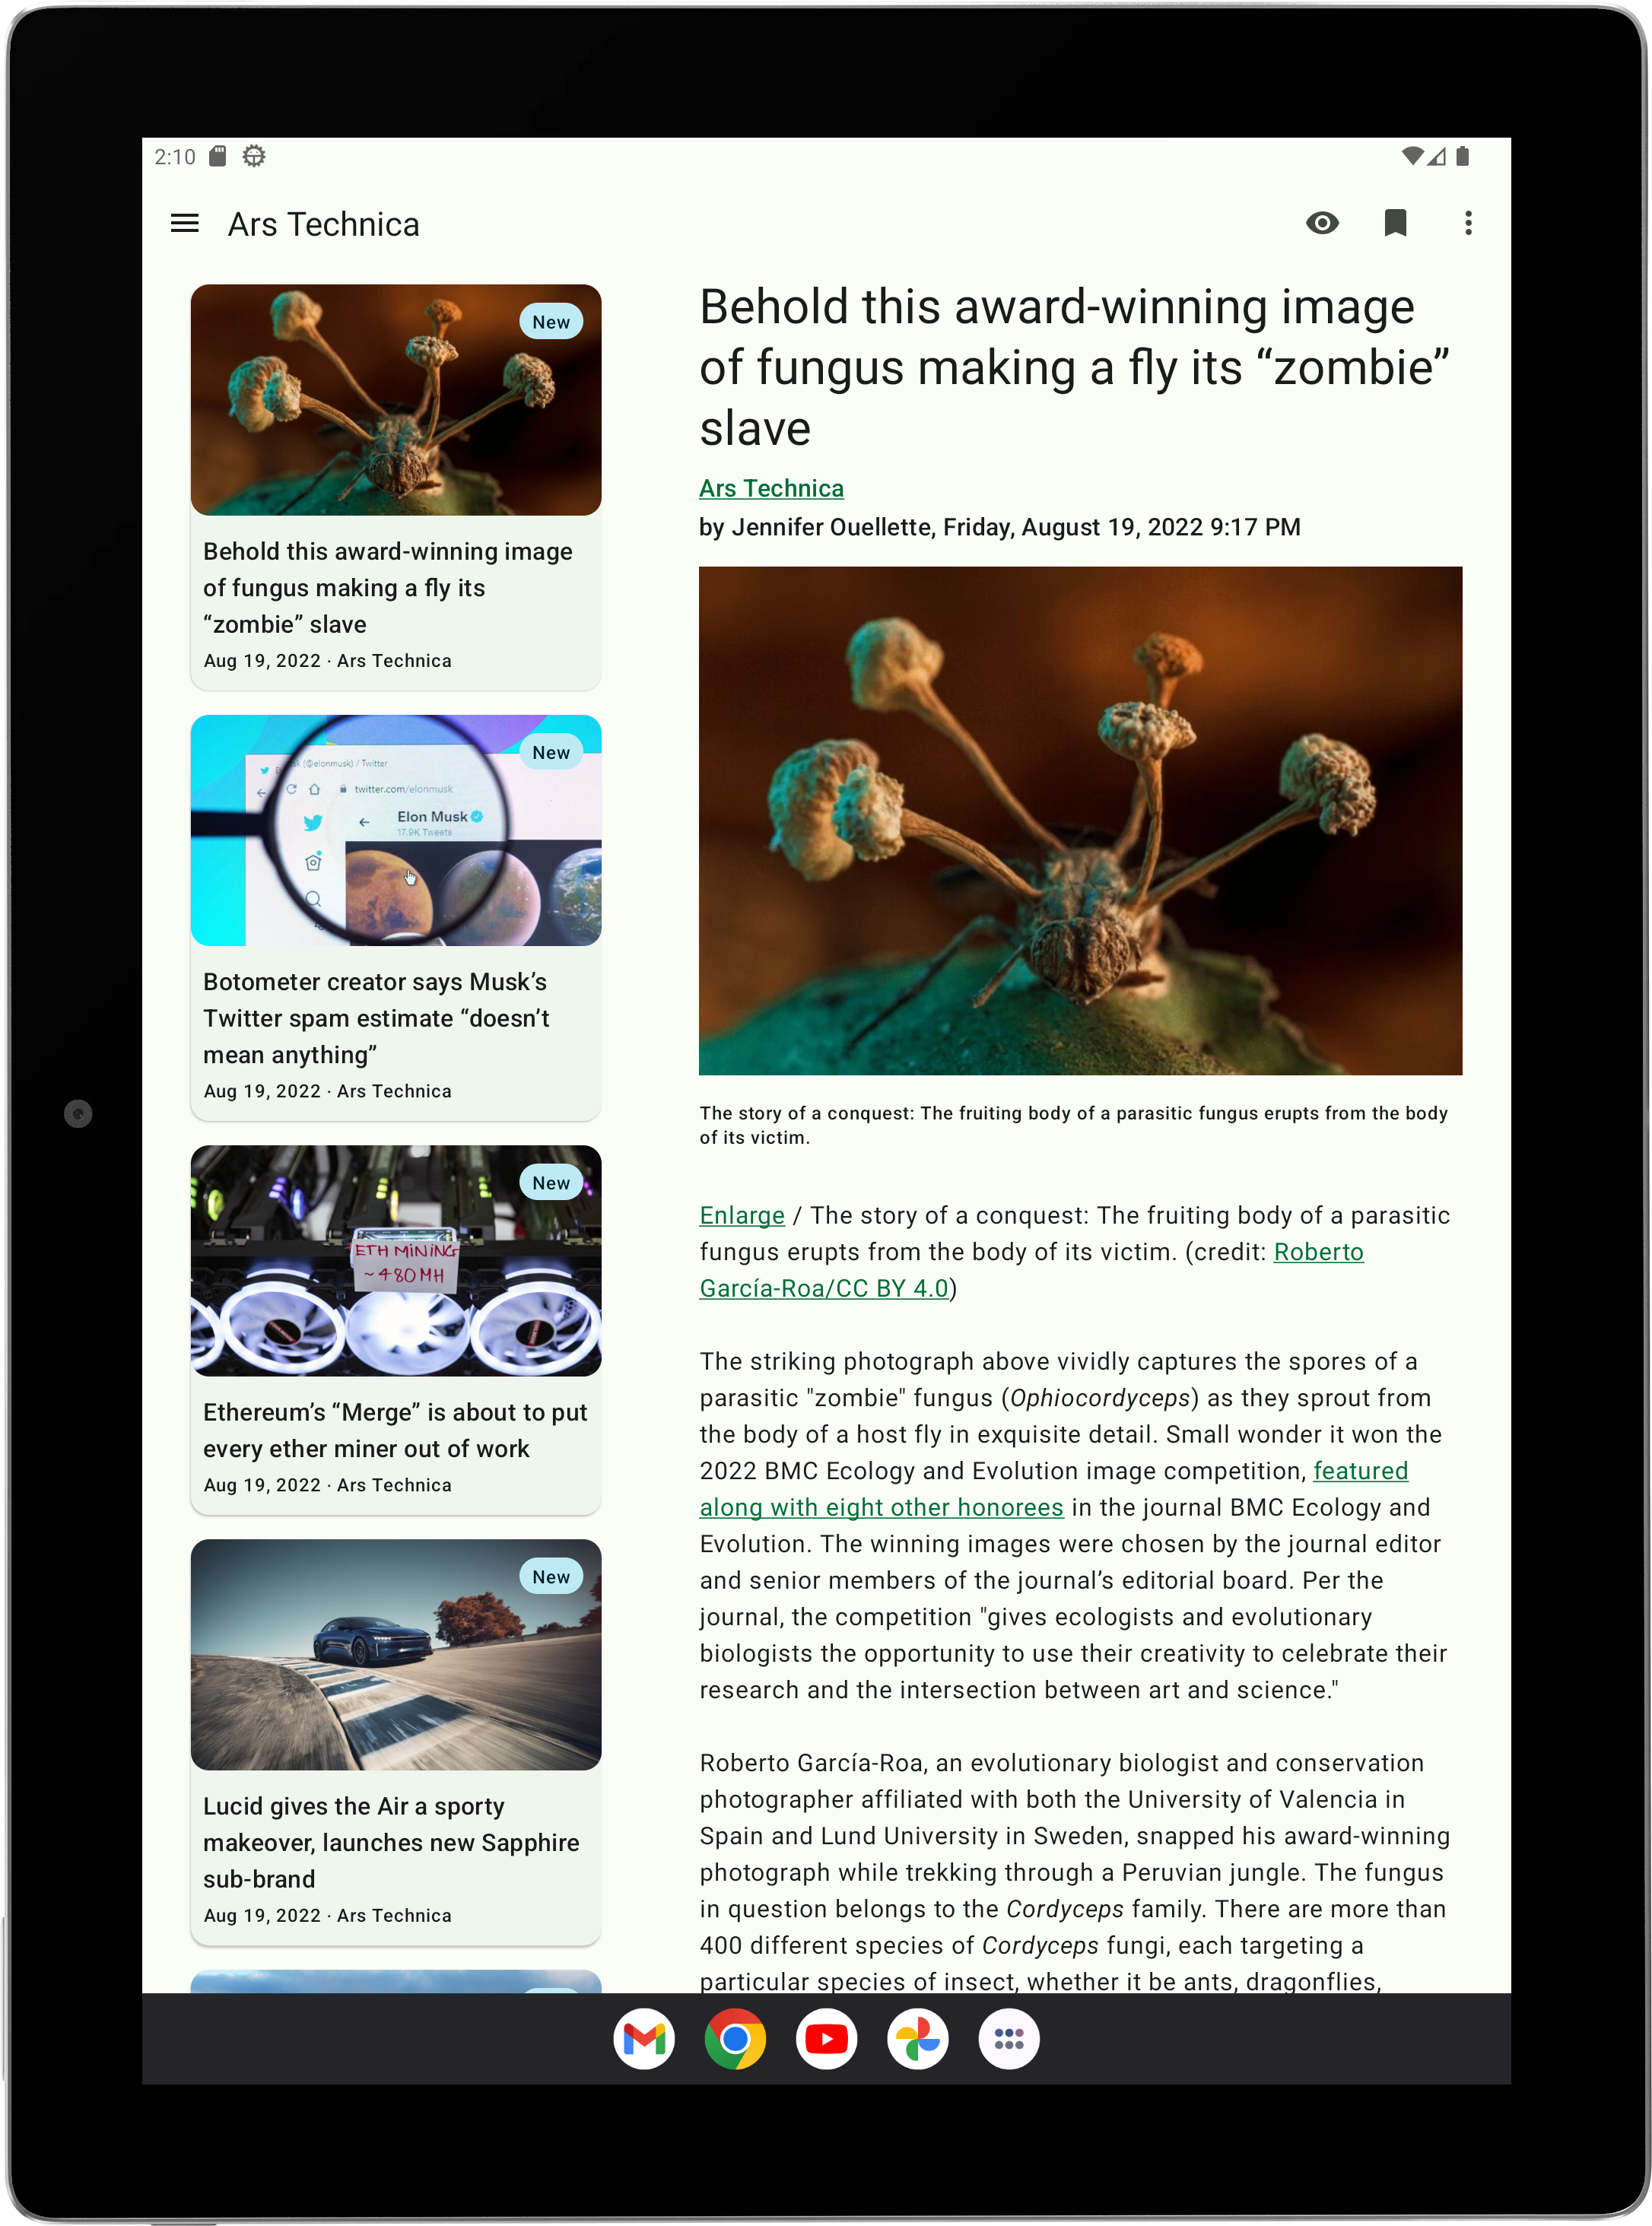 2:10
Ars Technica
New
Behold this award-winning image
of fungus making a fly its
“zombie” slave
Aug 19, 2022 · Ars Technica
New
(@elonmusk) / Twitter
twitter.com/elonmusk
Elon Musk
17.9K Tweets
Botometer creator says Musk’s
Twitter spam estimate “doesn’t
mean anything”
Aug 19, 2022 · Ars Technica
New
ETH MINING
~480MH
Ethereum’s “Merge” is about to put
every ether miner out of work
Aug 19, 2022 · Ars Technica
New
Lucid gives the Air a sporty
makeover, launches new Sapphire
sub-brand
Aug 19, 2022 · Ars Technica
Behold this award-winning image
of fungus making a fly its “zombie”
slave
Ars Technica
by Jennifer Ouellette, Friday, August 19, 2022 9:17 PM
The story of a conquest: The fruiting body of a parasitic fungus erupts from the body
of its victim.
Enlarge / The story of a conquest: The fruiting body of a parasitic
fungus erupts from the body of its victim. (credit: Roberto
García-Roa/CC BY 4.0)
The striking photograph above vividly captures the spores of a
parasitic "zombie" fungus (Ophiocordyceps) as they sprout from
the body of a host fly in exquisite detail. Small wonder it won the
2022 BMC Ecology and Evolution image competition, featured
along with eight other honorees in the journal BMC Ecology and
Evolution. The winning images were chosen by the journal editor
and senior members of the journal’s editorial board. Per the
journal, the competition "gives ecologists and evolutionary
biologists the opportunity to use their creativity to celebrate their
research and the intersection between art and science."
Roberto García-Roa, an evolutionary biologist and conservation
photographer affiliated with both the University of Valencia in
Spain and Lund University in Sweden, snapped his award-winning
photograph while trekking through a Peruvian jungle. The fungus
in question belongs to the Cordyceps family. There are more than
400 different species of Cordyceps fungi, each targeting a
particular species of insect, whether it be ants, dragonflies,